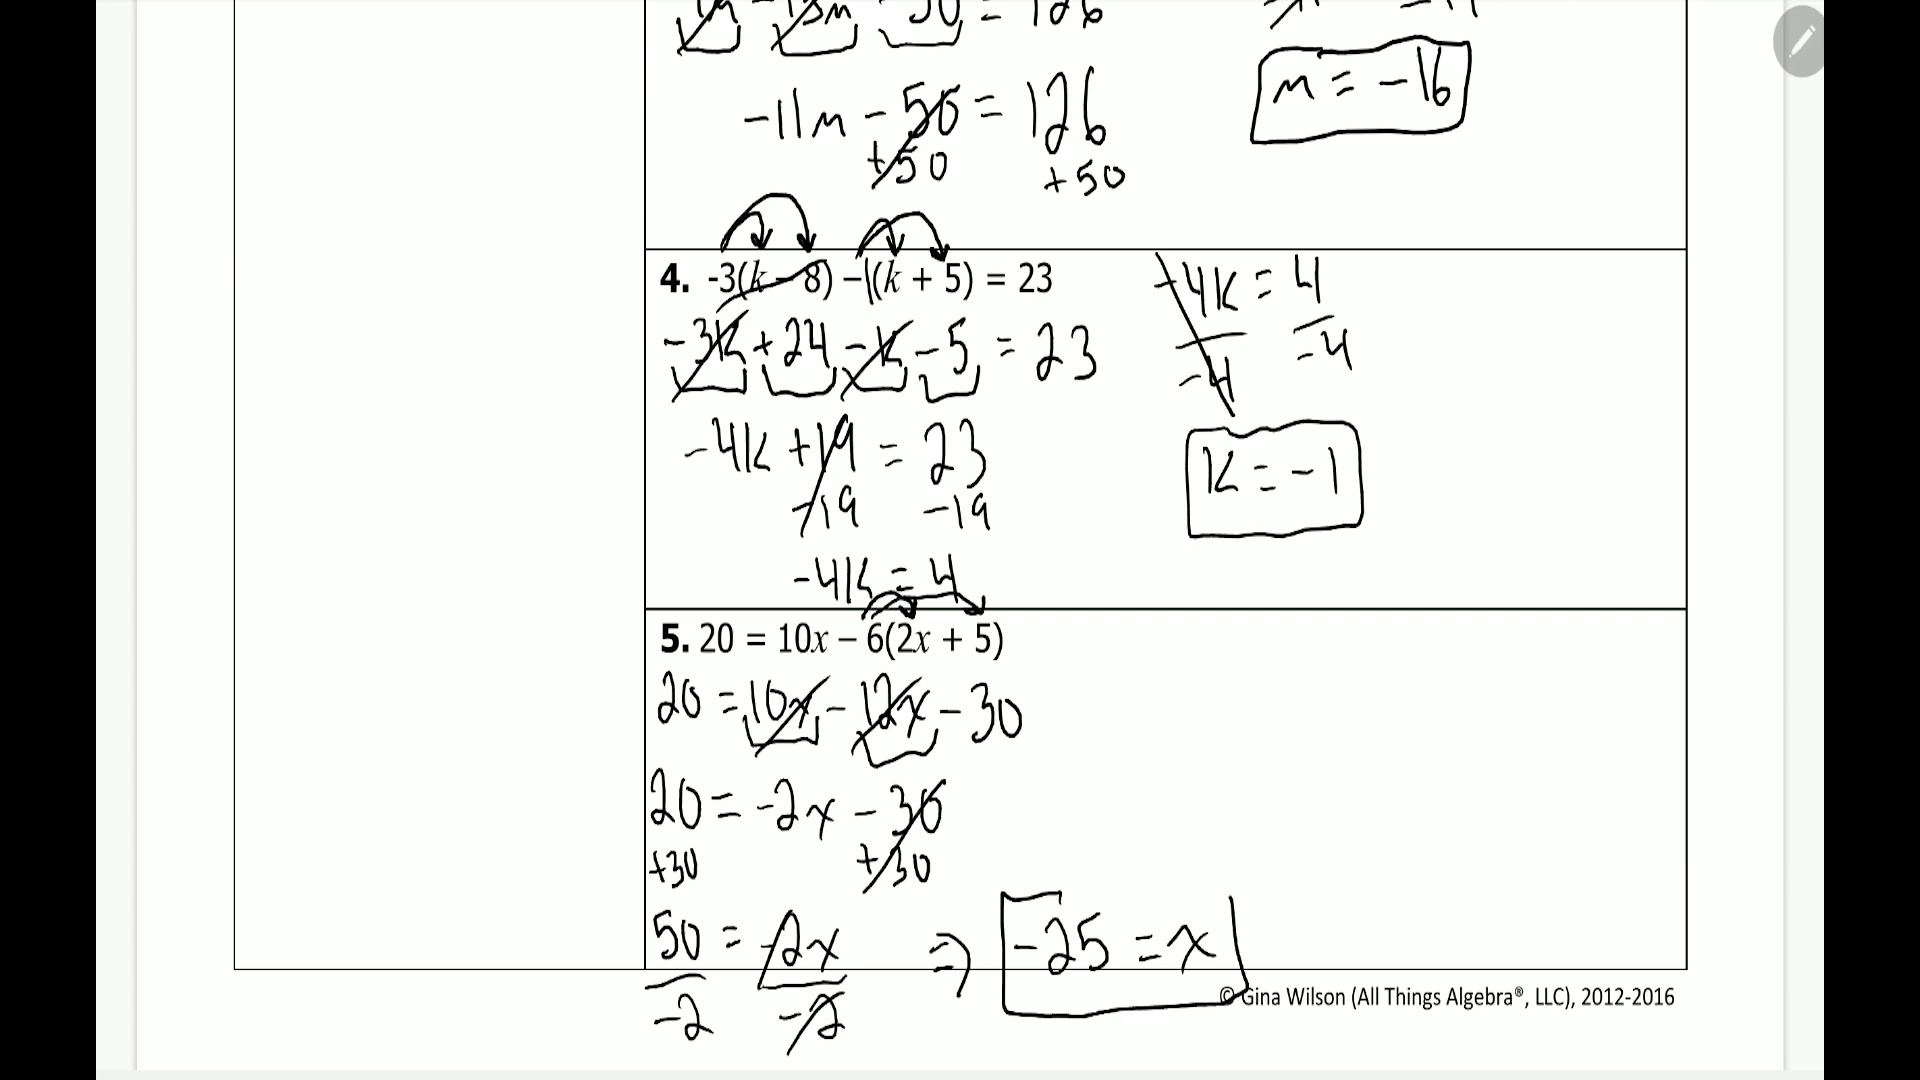 -11m - 50 = 126
+50 +50
m = -16
4. -3(k - 8) -1(k + 5) = 23
-3k + 24 - k - 5 = 23
-4k + 19 = 23
-19 -19
-4k = 4
-4k = 4
-4 -4
k = -1
5. 20 = 10x – 6(2x + 5)
20 = 10x - 12x - 30
20 = -2x - 30
+30 +30
50 = -2x ⇒ -25 = x
-2 -2
© Gina Wilson (All Things Algebra®, LLC), 2012-2016